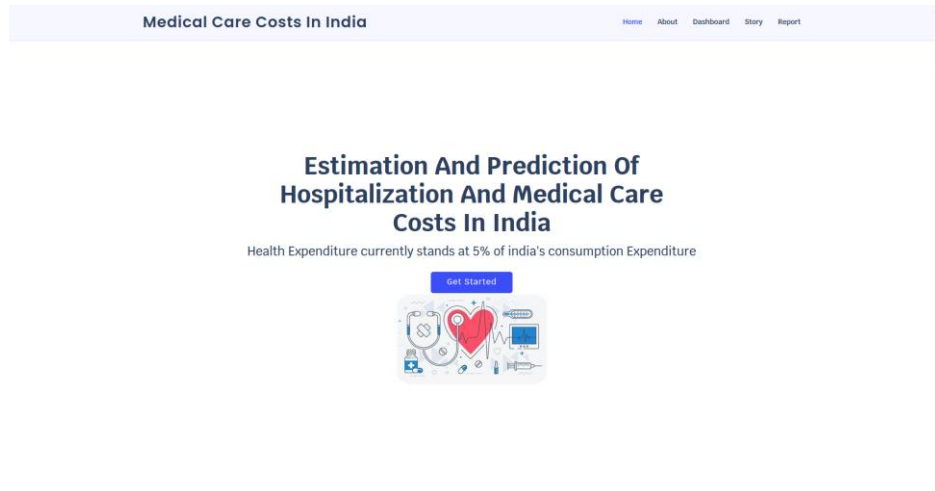 Medical Care Costs In India
Home About Dashboard Story Report
Estimation And Prediction Of
Hospitalization And Medical Care
Costs In India
Health Expenditure currently stands at 5% of india's consumption Expenditure
Get Started